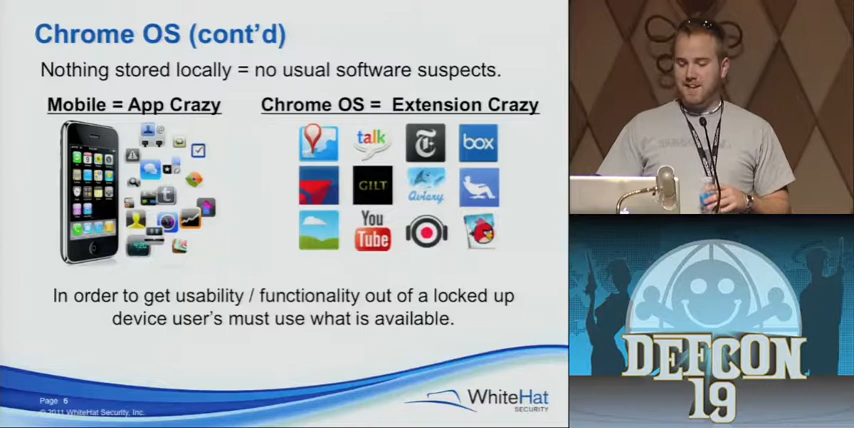 Chrome OS (cont’d)
Nothing stored locally = no usual software suspects.
Mobile = App Crazy
Chrome OS = Extension Crazy
talk
box
GILT
Aviary
You
Tube
In order to get usability / functionality out of a locked up
device user’s must use what is available.
Page 6
© 2011 WhiteHat Security, Inc.
WhiteHat
SECURITY
DEFCON
19